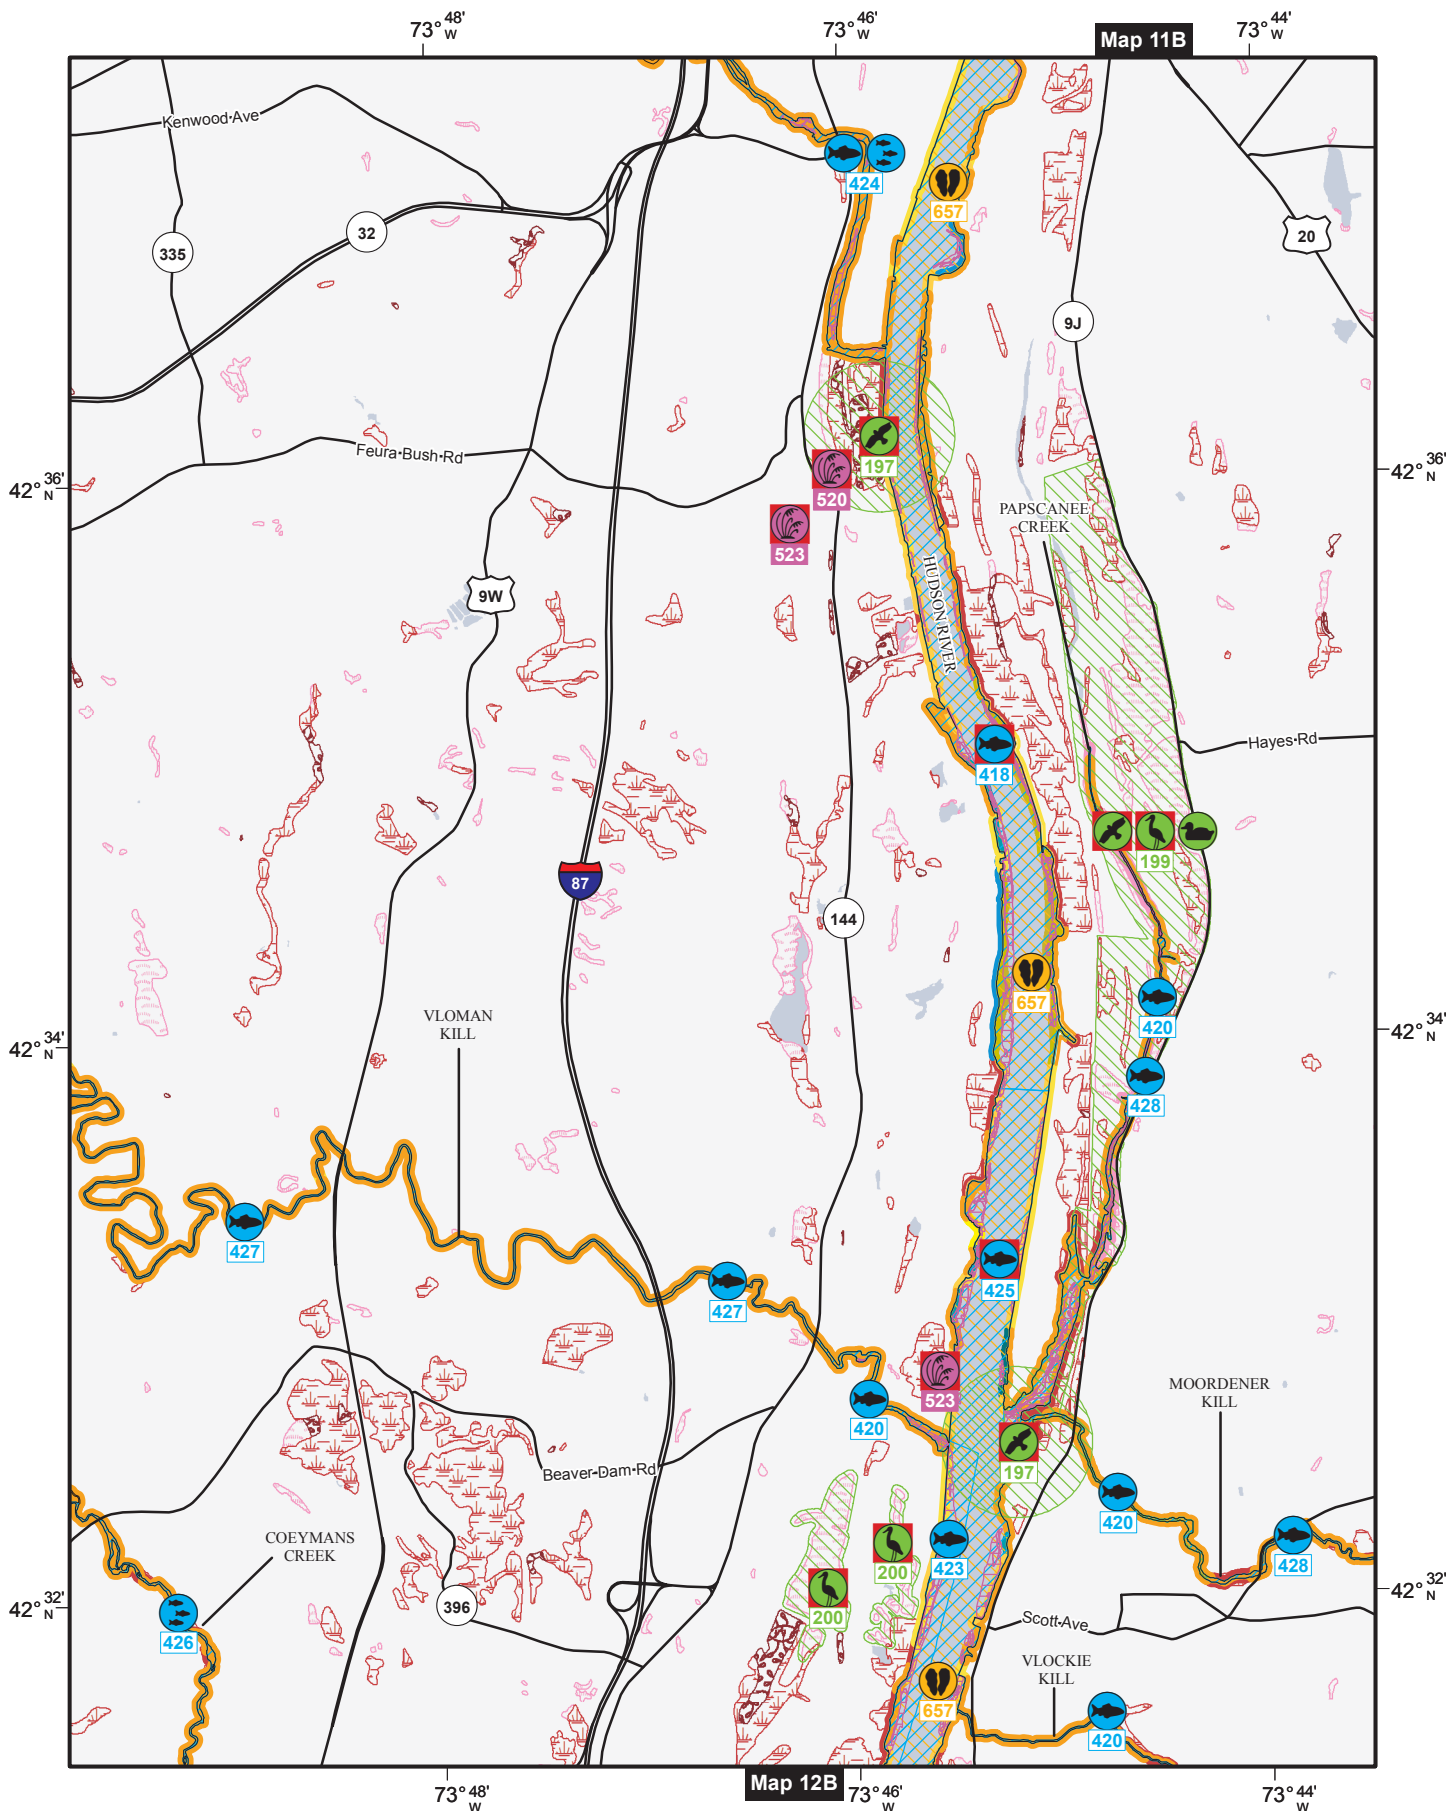 73° 48' W
73° 46' W
73° 44' W
Map 11B
Kenwood Ave
424
657
335
32
20
9J
Feura Bush Rd
197
520
523
42° 36' N
42° 36' N
PAPSCANEE
CREEK
HUDSON RIVER
9W
418
Hayes Rd
199
87
144
657
420
VLOMAN
KILL
42° 34' N
42° 34' N
428
427
425
427
523
420
MOORDENER
KILL
197
Beaver Dam Rd
420
COEYMANS
CREEK
200
423
428
200
42° 32' N
42° 32' N
396
426
Scott Ave
VLOCKIE
KILL
657
420
Map 12B
73° 48' W
73° 46' W
73° 44' W